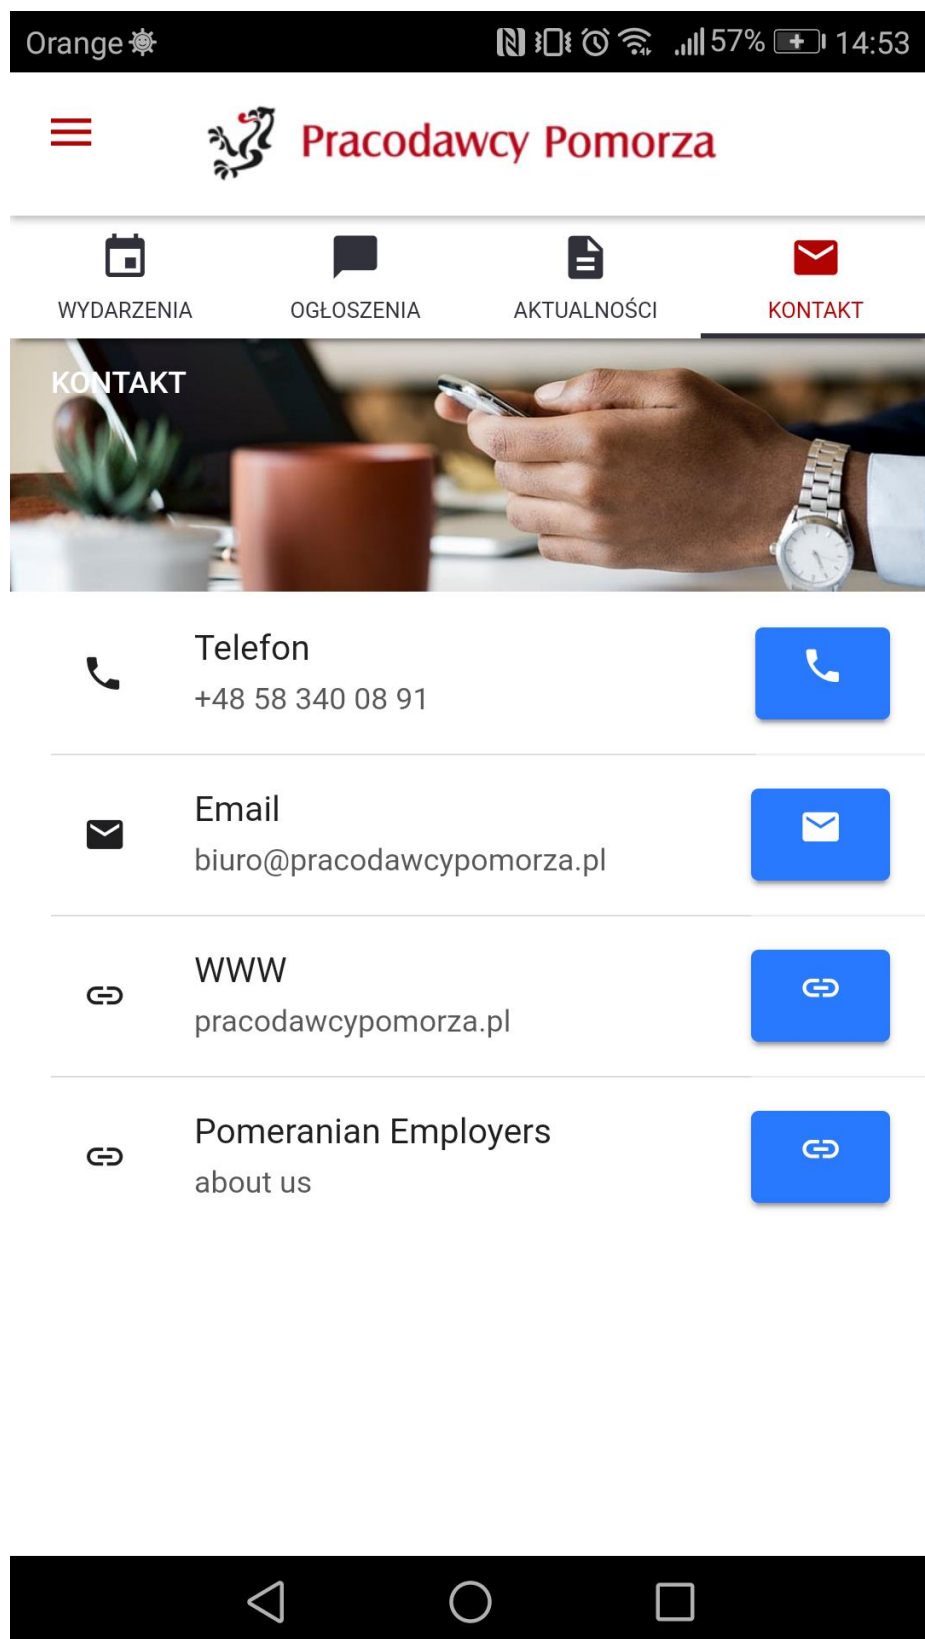 Orange 57% 14:53
Pracodawcy Pomorza
WYDARZENIA OGŁOSZENIA AKTUALNOŚCI KONTAKT
KONTAKT
Telefon
+48 58 340 08 91
Email
biuro@pracodawcypomorza.pl
WWW
pracodawcypomorza.pl
Pomeranian Employers
about us